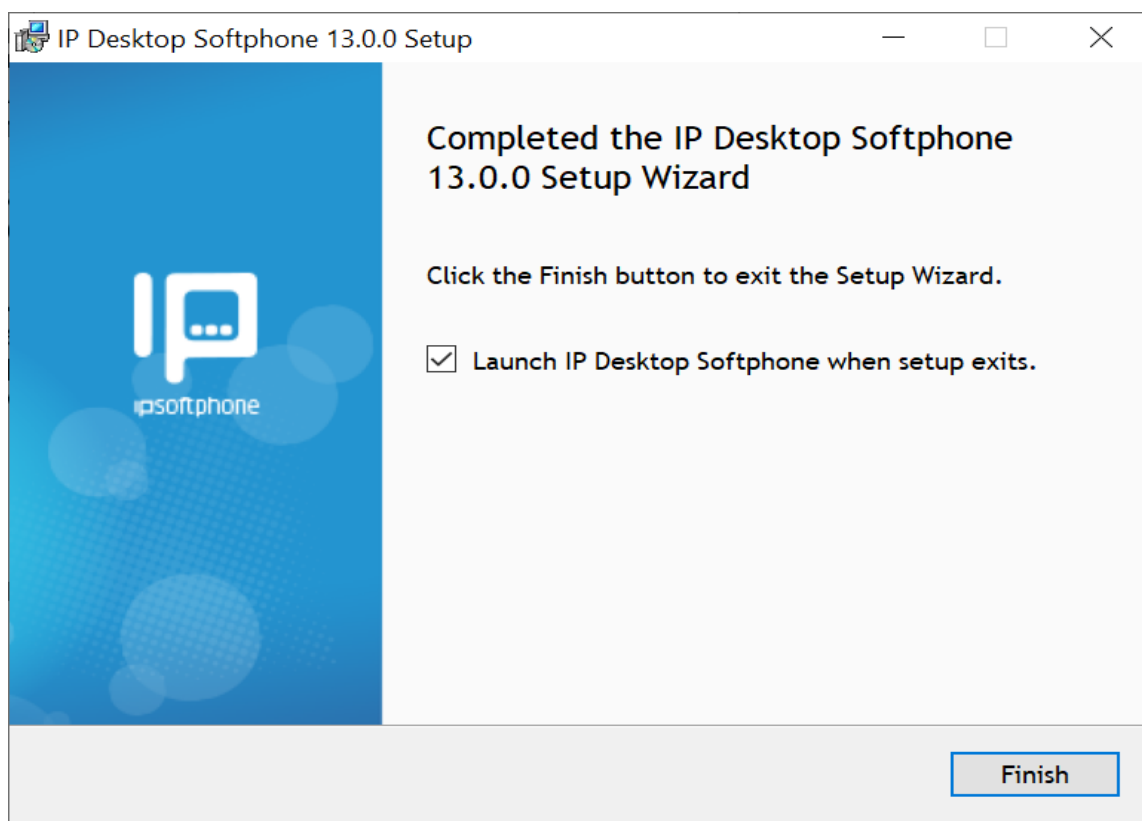 IP Desktop Softphone 13.0.0 Setup
Completed the IP Desktop Softphone
13.0.0 Setup Wizard
Click the Finish button to exit the Setup Wizard.
IP
ipsoftphone
Launch IP Desktop Softphone when setup exits.
Finish